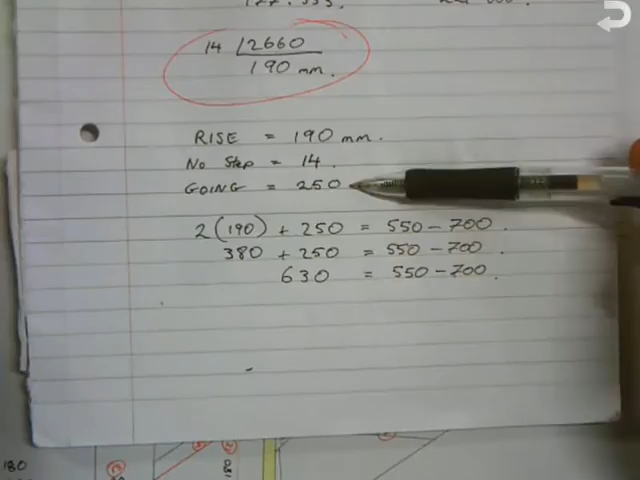 14 2660
190 mm.
RISE = 190 mm.
No Step = 14.
GOING = 250
2(190) + 250 = 550 - 700.
380 + 250 = 550 - 700.
630 = 550 - 700.
180